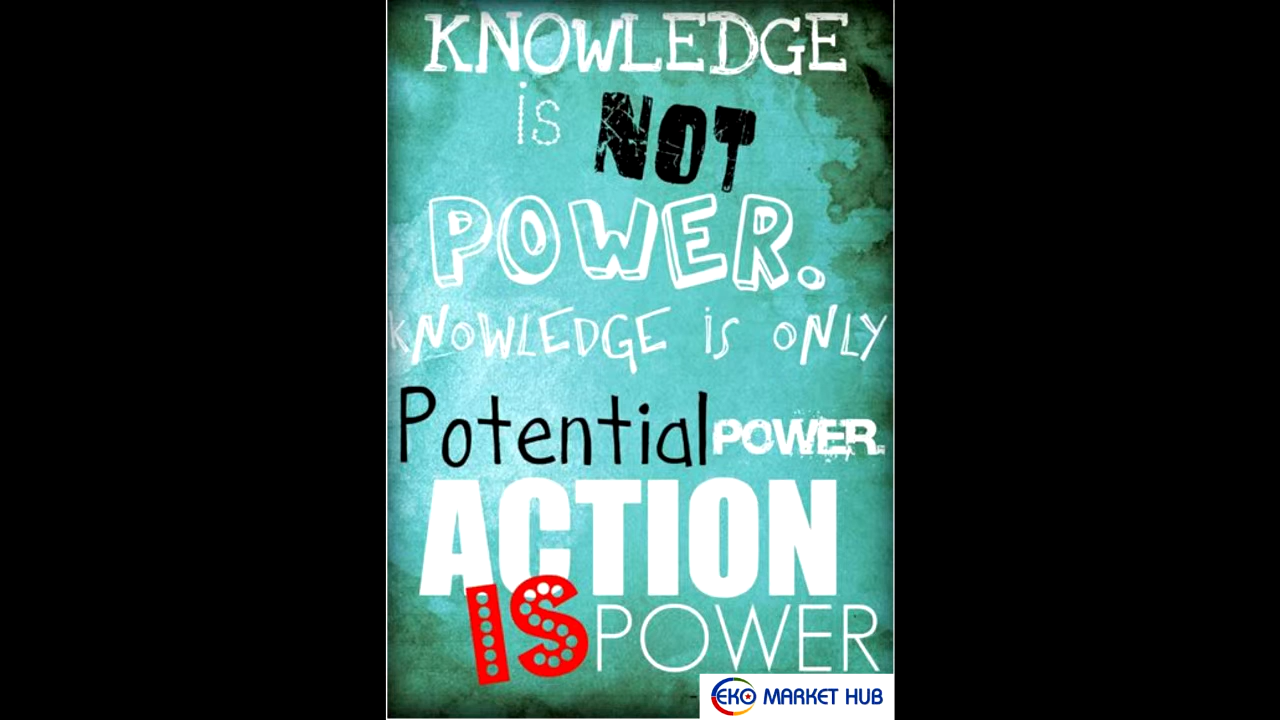 KNOWLEDGE
is NOT
POWER.
KNOWLEDGE is ONLY
Potential POWER.
ACTION
IS POWER
EKO MARKET HUB